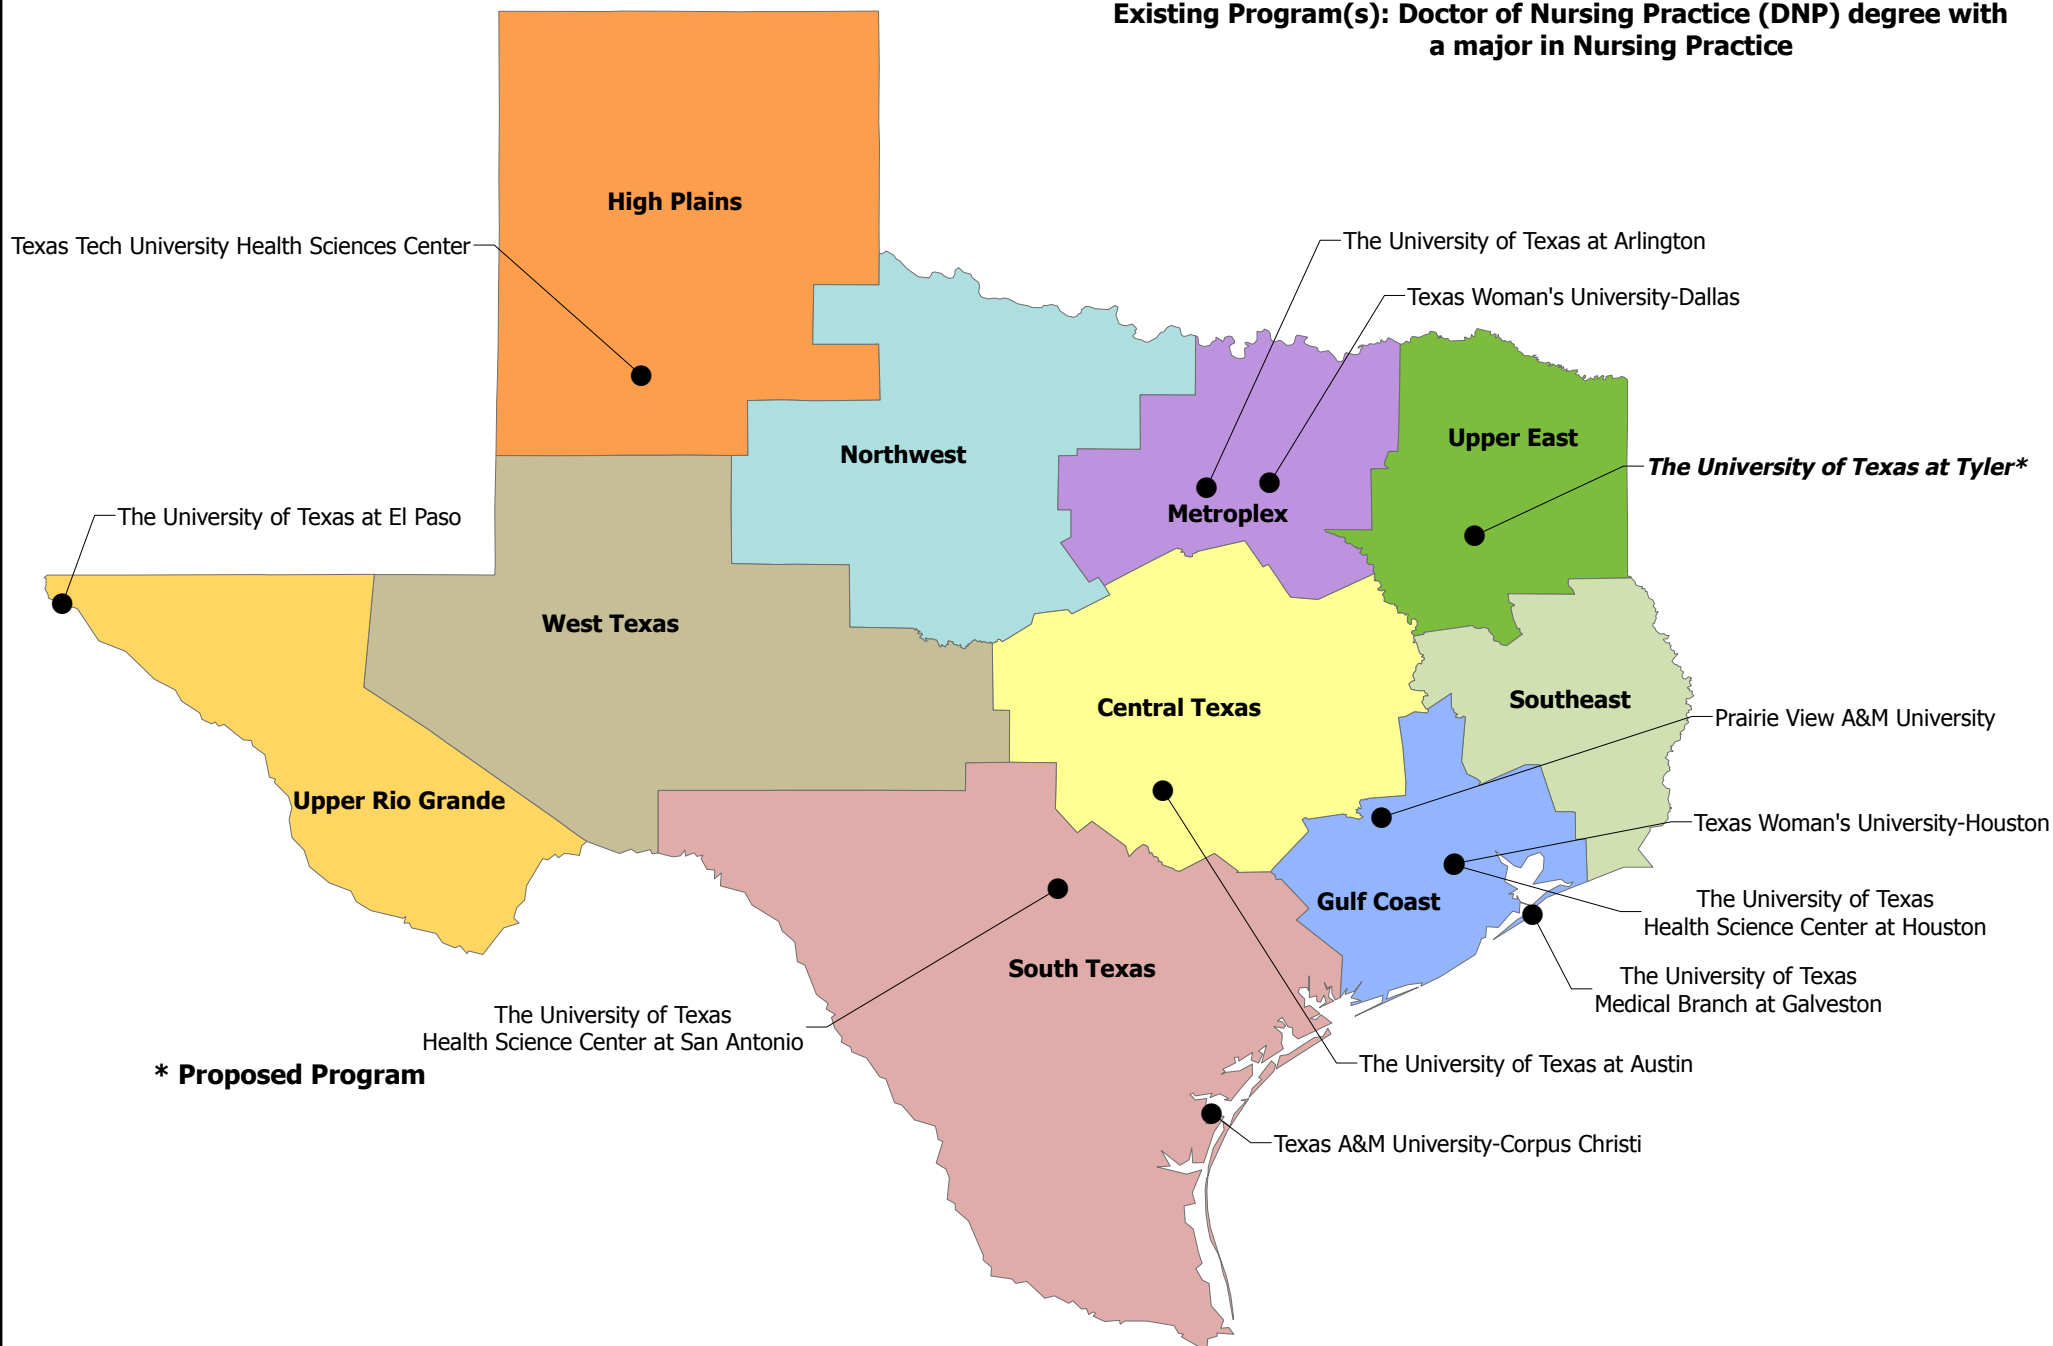 Existing Program(s): Doctor of Nursing Practice (DNP) degree with
a major in Nursing Practice
High Plains
Texas Tech University Health Sciences Center
The University of Texas at Arlington
Texas Woman's University-Dallas
Upper East
Northwest
The University of Texas at Tyler*
Metroplex
The University of Texas at El Paso
West Texas
Southeast
Central Texas
Prairie View A&M University
Upper Rio Grande
Texas Woman's University-Houston
Gulf Coast
The University of Texas
Health Science Center at Houston
South Texas
The University of Texas
Medical Branch at Galveston
The University of Texas
Health Science Center at San Antonio
The University of Texas at Austin
* Proposed Program
Texas A&M University-Corpus Christi